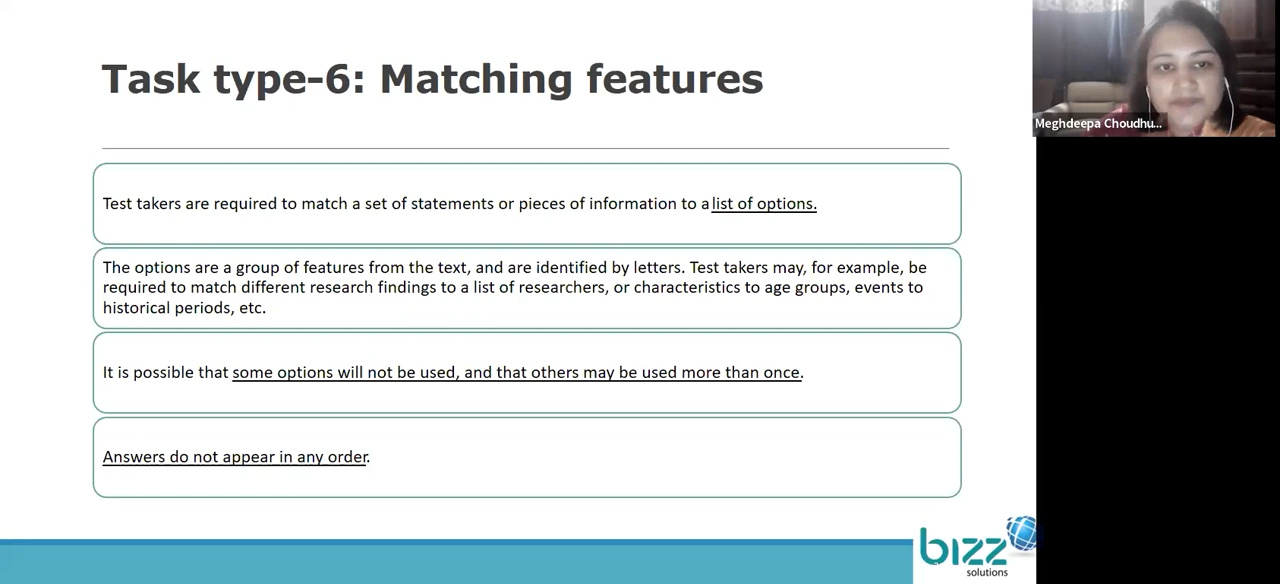 Task type-6: Matching features
Meghdeepa Choudhu...
Test takers are required to match a set of statements or pieces of information to a list of options.
The options are a group of features from the text, and are identified by letters. Test takers may, for example, be
required to match different research findings to a list of researchers, or characteristics to age groups, events to
historical periods, etc.
It is possible that some options will not be used, and that others may be used more than once.
Answers do not appear in any order.
bizz
solutions